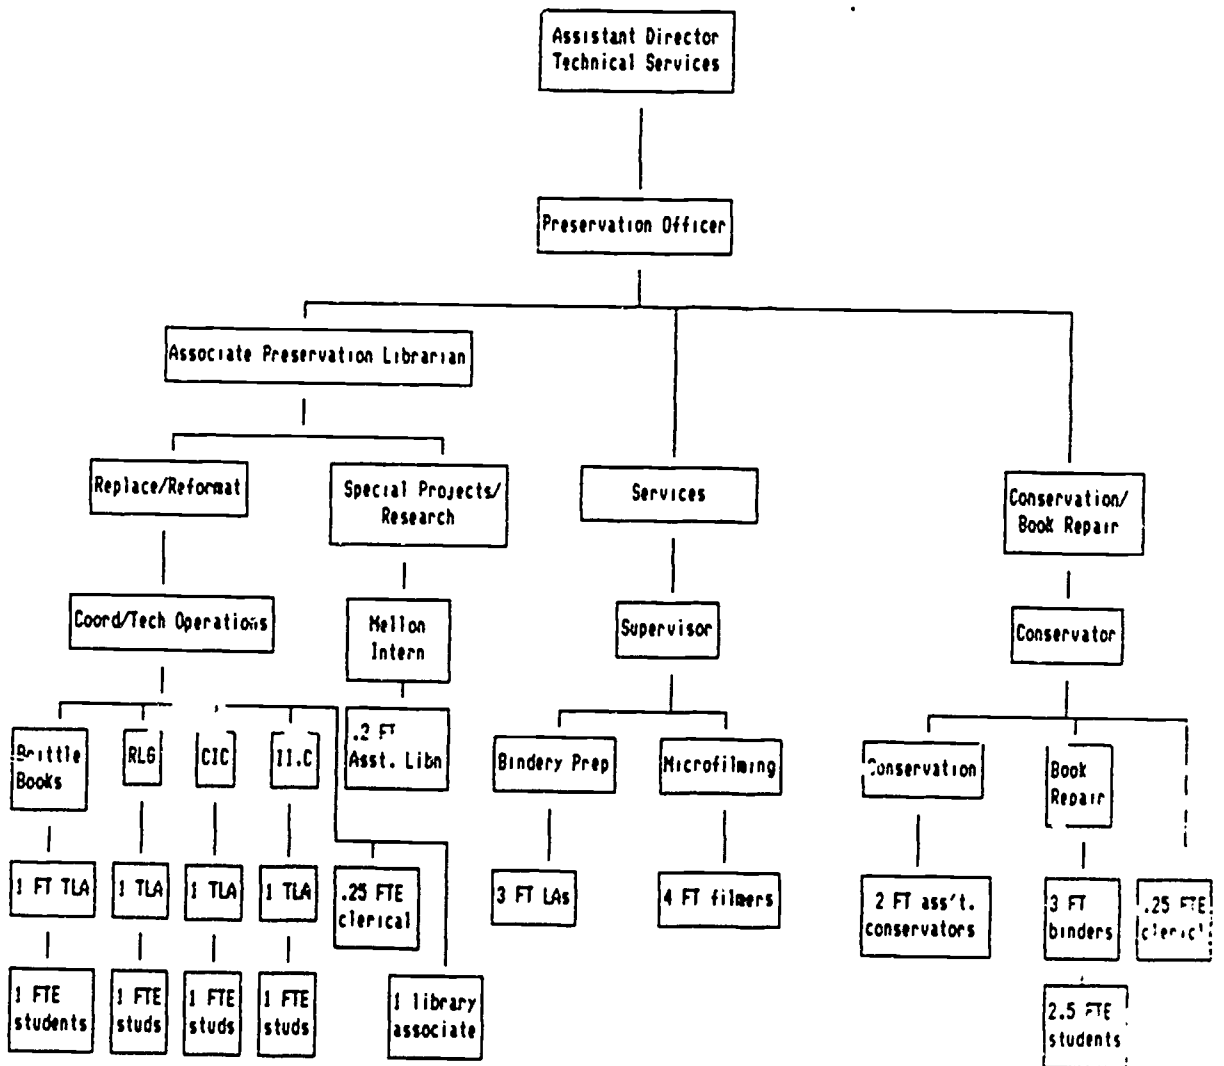 Assistant Director
Technical Services
Preservation Officer
Associate Preservation Librarian
Replace/Reformat
Special Projects/
Research
Services
Conservation/
Book Repair
Coord/Tech Operations
Mellon
Intern
Supervisor
Conservator
Brittle
Books
RLG
CIC
.2 FT
Asst. Libn
Bindery Prep
Microfilming
Conservation
Book
Repair
1 FT TLA
1 TLA
1 TLA
1 TLA
.25 FTE
clerical
3 FT LAs
4 FT filmers
2 FT ass't.
conservators
3 FT
binders
.25 FTE
1 FTE
students
1 FTE
studs
1 FTE
studs
1 FTE
studs
1 library
associate
2.5 FTE
students